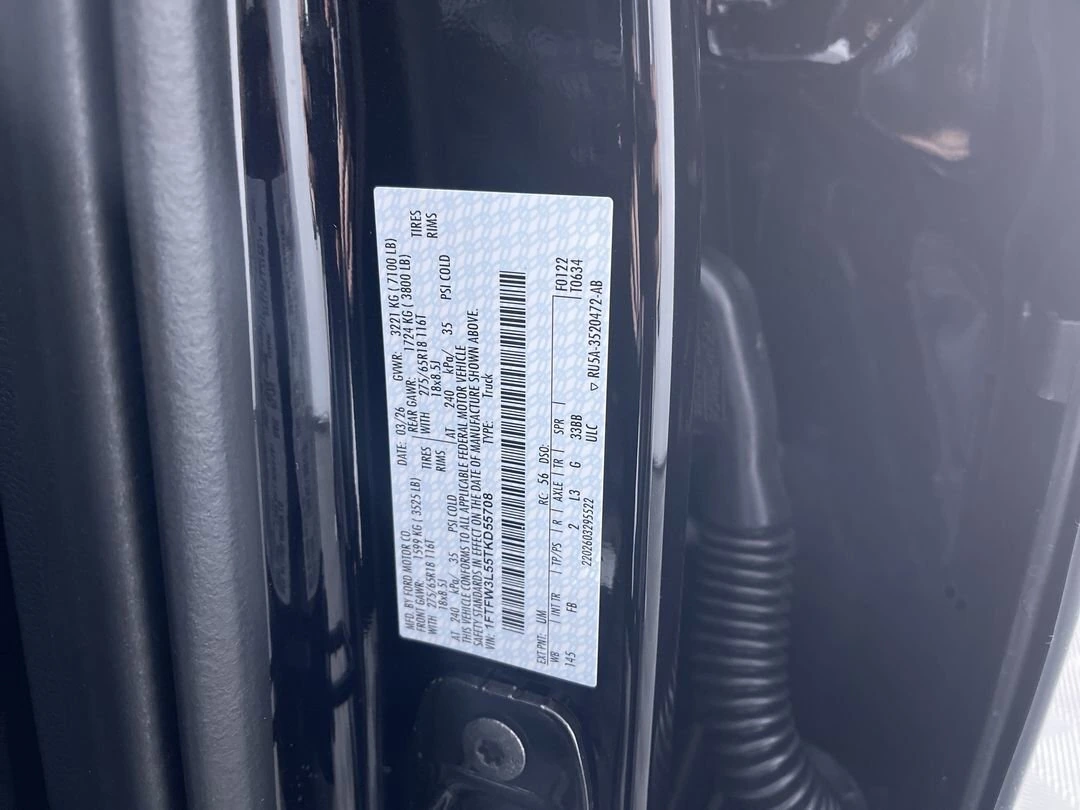 MFD. BY FORD MOTOR CO. DATE: 03/26 GVWR: 3221 KG ( 7100 LB)
FRONT GAWR: 1599 KG ( 3525 LB) REAR GAWR: 1724 KG ( 3800 LB)
WITH 275/65R18 116T TIRES WITH 275/65R18 116T TIRES
18x8.5J RIMS 18x8.5J RIMS
AT 240 kPa/ 35 PSI COLD AT 240 kPa/ 35 PSI COLD
THIS VEHICLE CONFORMS TO ALL APPLICABLE FEDERAL MOTOR VEHICLE
SAFETY STANDARDS IN EFFECT ON THE DATE OF MANUFACTURE SHOWN ABOVE.
VIN: 1FTFW3L55TKD55708 TYPE: Truck
EXT PNT: UM RC: 56 DSO: F0122
WB INT TR TP/PS R AXLE TR SPR T0634
145 FB 2 L3 G 33BB
ULC
2202603295522 ▽ RU5A-3520472-AB